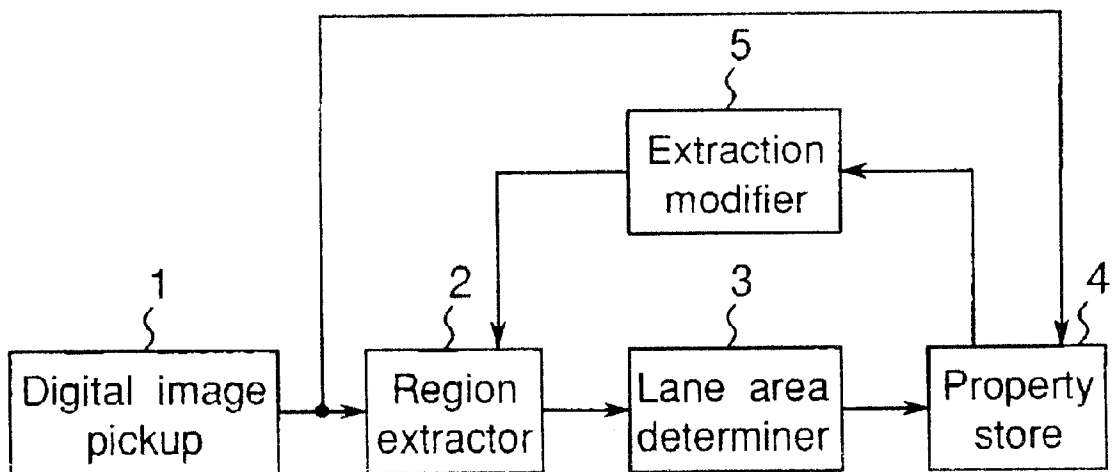 5
Extraction
modifier
1
2
3
4
Digital image
pickup
Region
extractor
Lane area
determiner
Property
store